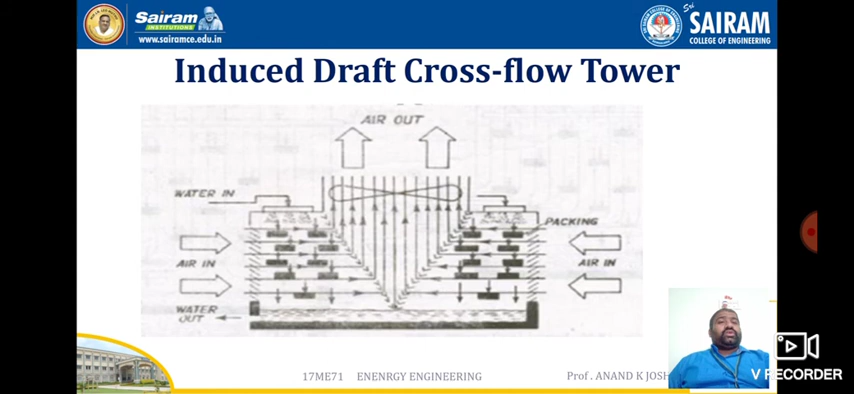 Sairam
INSTITUTIONS
www.sairamce.edu.in
Sri
SAIRAM
COLLEGE OF ENGINEERING
Induced Draft Cross-flow Tower
AIR OUT
WATER IN
PACKING
AIR IN
AIR IN
WATER
OUT
17ME71 ENENRGY ENGINEERING
Prof . ANAND K JOSH
V RECORDER